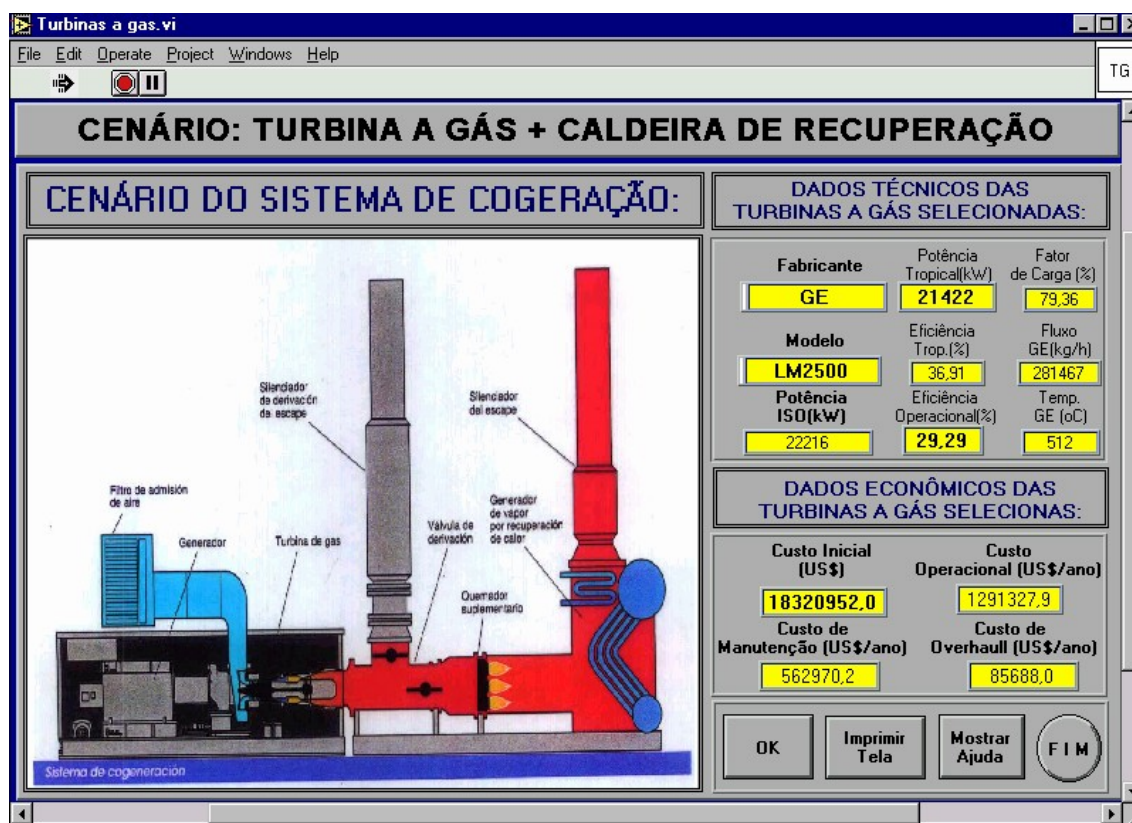 Turbinas a gas.vi
File Edit Operate Project Windows Help
TG
CENÁRIO: TURBINA A GÁS + CALDEIRA DE RECUPERAÇÃO
CENÁRIO DO SISTEMA DE COGERAÇÃO:
Silenciador
de derivación
de escape
Silenciador
del escape
Filtro de admisión
de aire
Generador
Turbina de gas
Válvula de
derivación
Generador
de vapor
por recuperación
de calor
Quemador
suplementario
Sistema de cogeneración
DADOS TÉCNICOS DAS
TURBINAS A GÁS SELECIONADAS:
Fabricante
GE
Potência
Tropical(kW)
21422
Fator
de Carga (%)
79,36
Modelo
LM2500
Eficiência
Trop.(%)
36,91
Fluxo
GE(kg/h)
281467
Potência
ISO(kW)
22216
Eficiência
Operacional(%)
29,29
Temp.
GE (oC)
512
DADOS ECONÔMICOS DAS
TURBINAS A GÁS SELECIONAS:
Custo Inicial
(US$)
18320952,0
Custo
Operacional (US$/ano)
1291327,9
Custo de
Manutenção (US$/ano)
562970,2
Custo de
Overhaull (US$/ano)
85688,0
OK
Imprimir
Tela
Mostrar
Ajuda
FIM